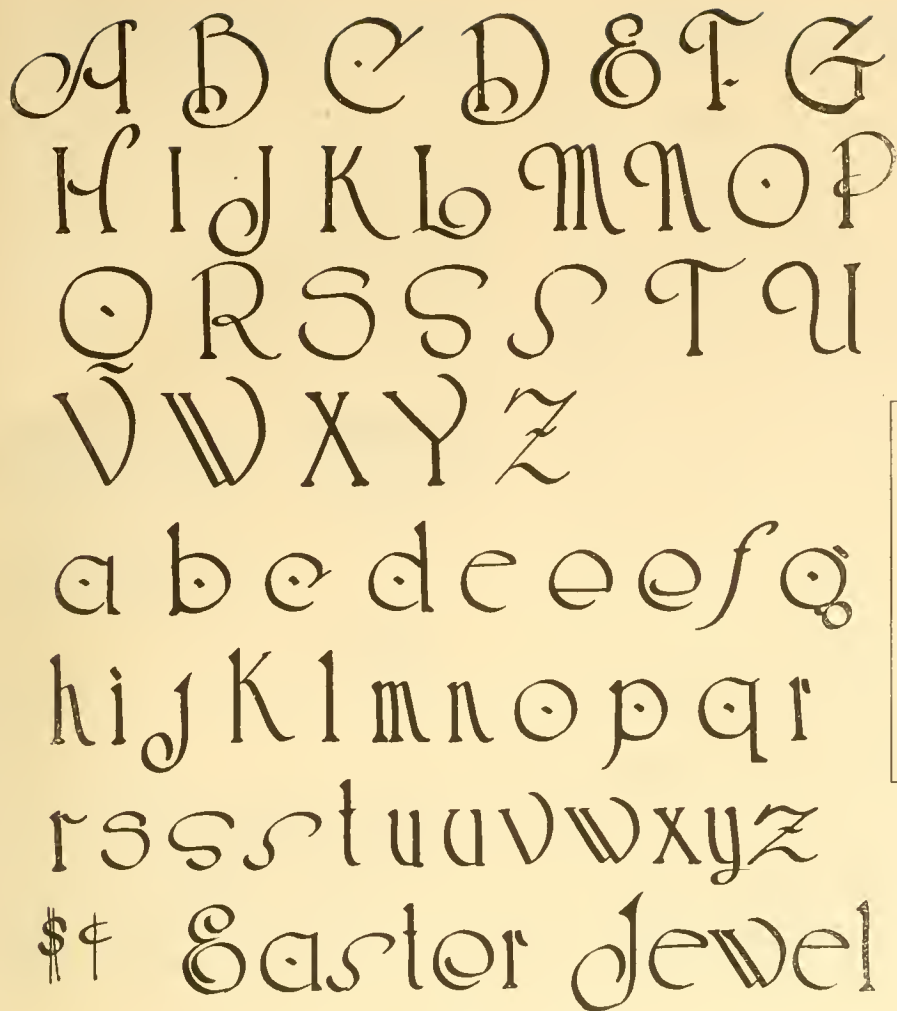 A B C D E F G
H I J K L M N O P
Q R S S S T U
V W X Y Z
a b c d e e e f g
h i j k l m n o p q r
r s s s t u u v w x y z
$ ¢ Easter Jewel